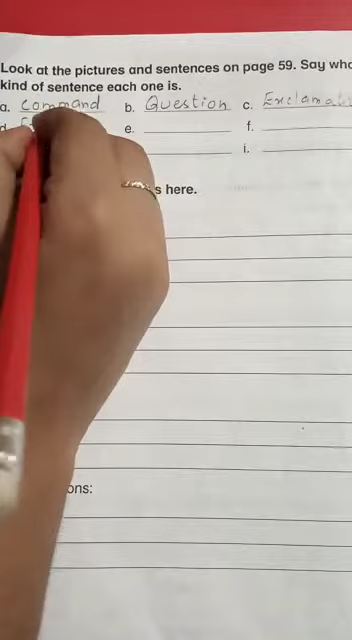 Look at the pictures and sentences on page 59. Say
kind of sentence each one is.
a. Command b. Question c.
d. e. f.
i.
s here.
ons: